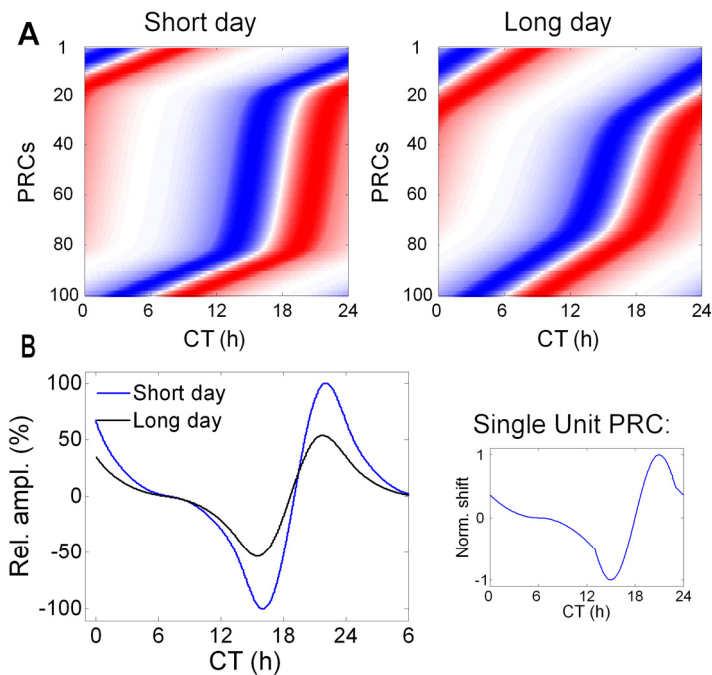 A
Short day
Long day
PRCs
1
20
40
60
80
100
0 6 12 18 24
CT (h)
PRCs
1
20
40
60
80
100
0 6 12 18 24
CT (h)
B
Rel. ampl. (%)
100
50
0
-50
-100
Short day
Long day
0 6 12 18 24 6
CT (h)
Single Unit PRC:
Norm. shift
1
0
-1
0 6 12 18 24
CT (h)